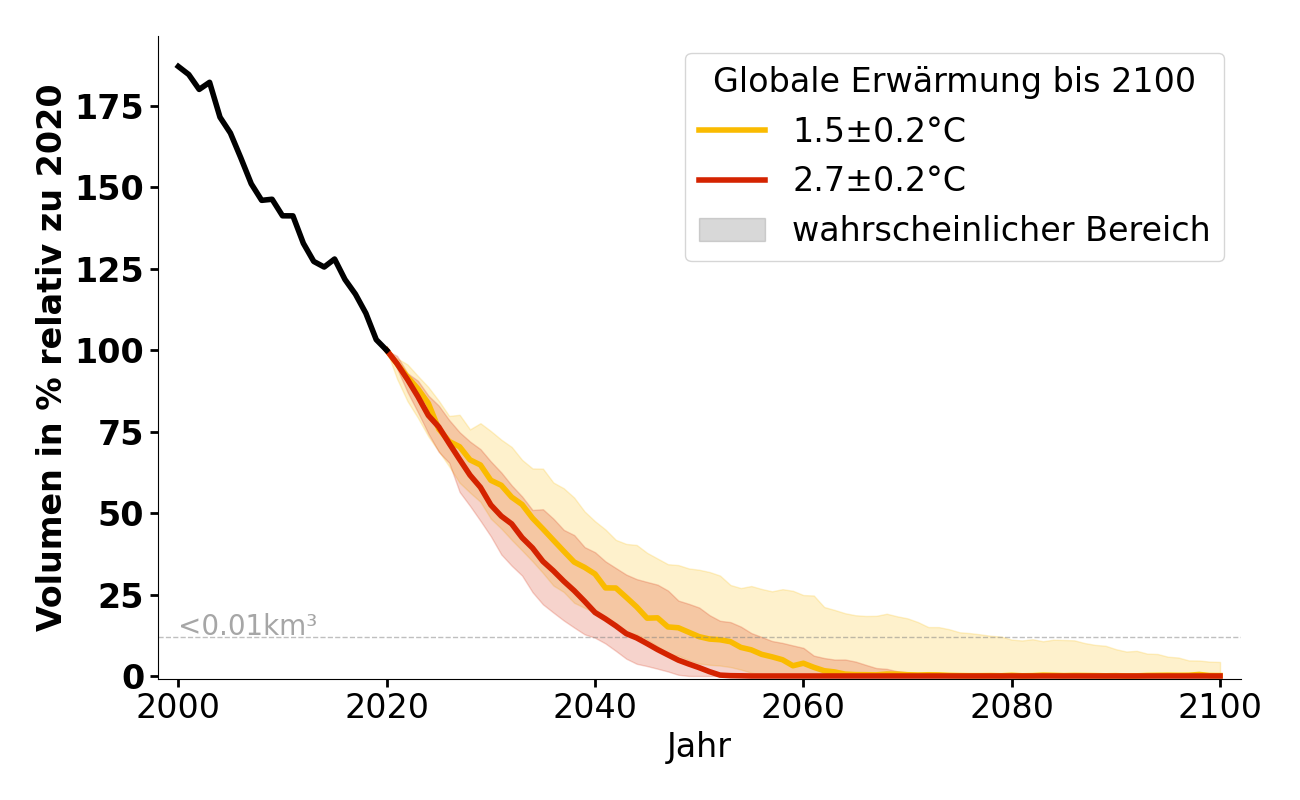 Volumen in % relativ zu 2020
175
150
125
100
75
50
25
0
<0.01km³
Globale Erwärmung bis 2100
1.5±0.2°C
2.7±0.2°C
wahrscheinlicher Bereich
2000 2020 2040 2060 2080 2100
Jahr